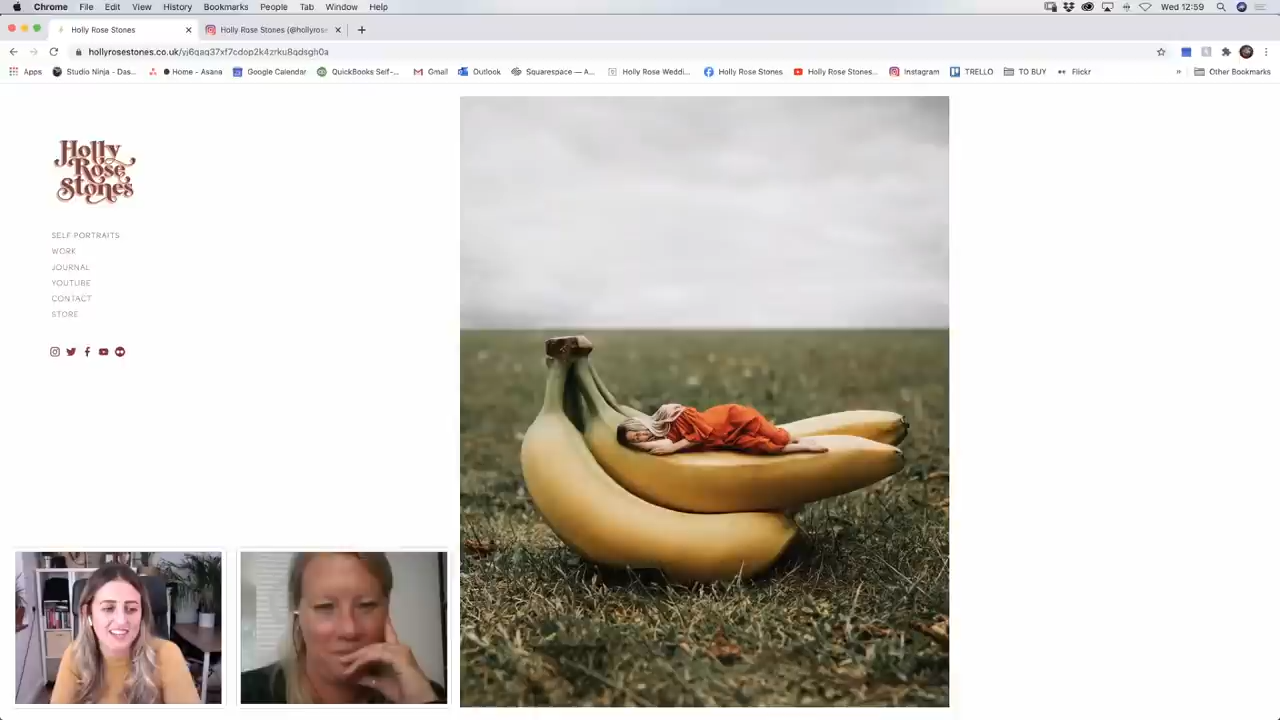 Chrome File Edit View History Bookmarks People Tab Window Help
Wed 12:59
Holly Rose Stones
Holly Rose Stones (@hollyrose
hollyrosestones.co.uk/yj6qaq37xf7cdop2k4zrku8qdsgh0a
Apps
Studio Ninja - Das...
Home - Asana
Google Calendar
QuickBooks Self-...
Gmail
Outlook
Squarespace — A...
Holly Rose Weddi...
Holly Rose Stones
Holly Rose Stones...
Instagram
TRELLO
TO BUY
Flickr
»
Other Bookmarks
Holly
Rose
Stones
SELF PORTRAITS
WORK
JOURNAL
YOUTUBE
CONTACT
STORE